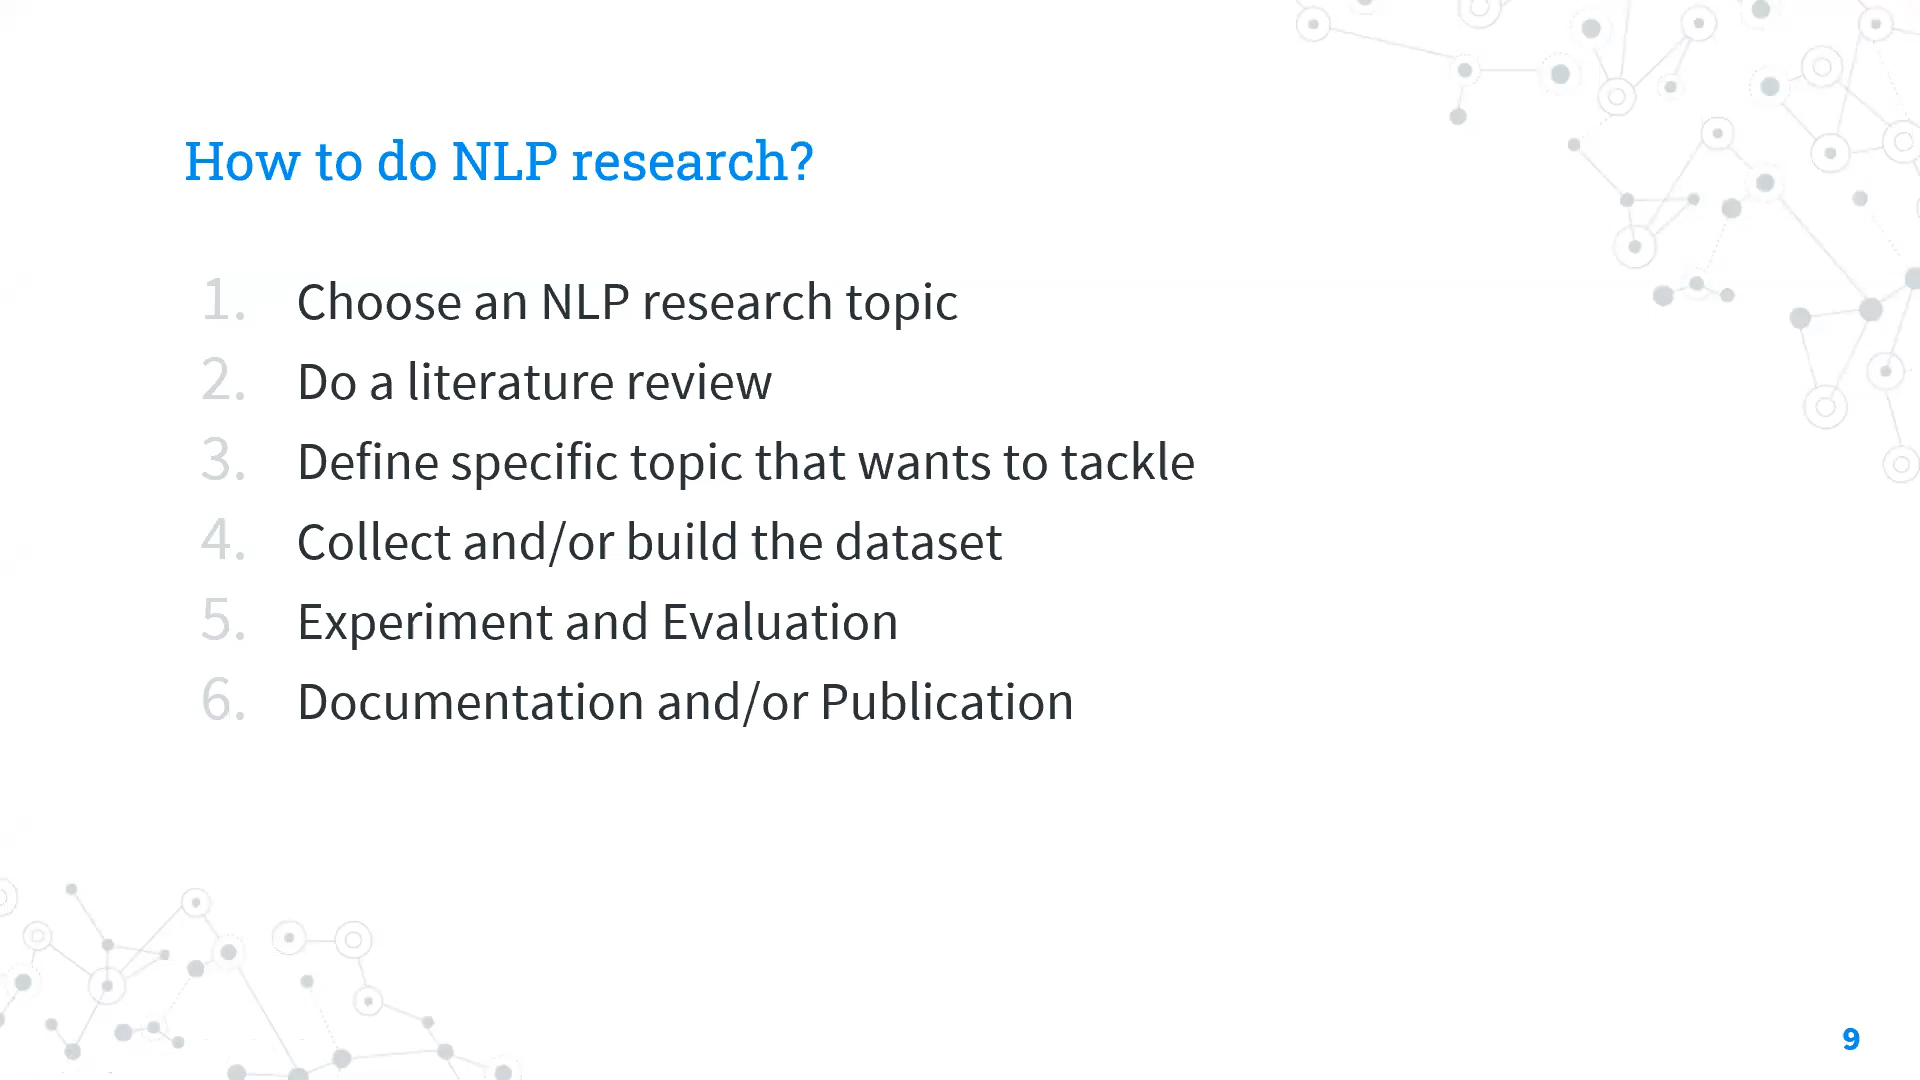 How to do NLP research?
1. Choose an NLP research topic
2. Do a literature review
3. Define specific topic that wants to tackle
4. Collect and/or build the dataset
5. Experiment and Evaluation
6. Documentation and/or Publication
9